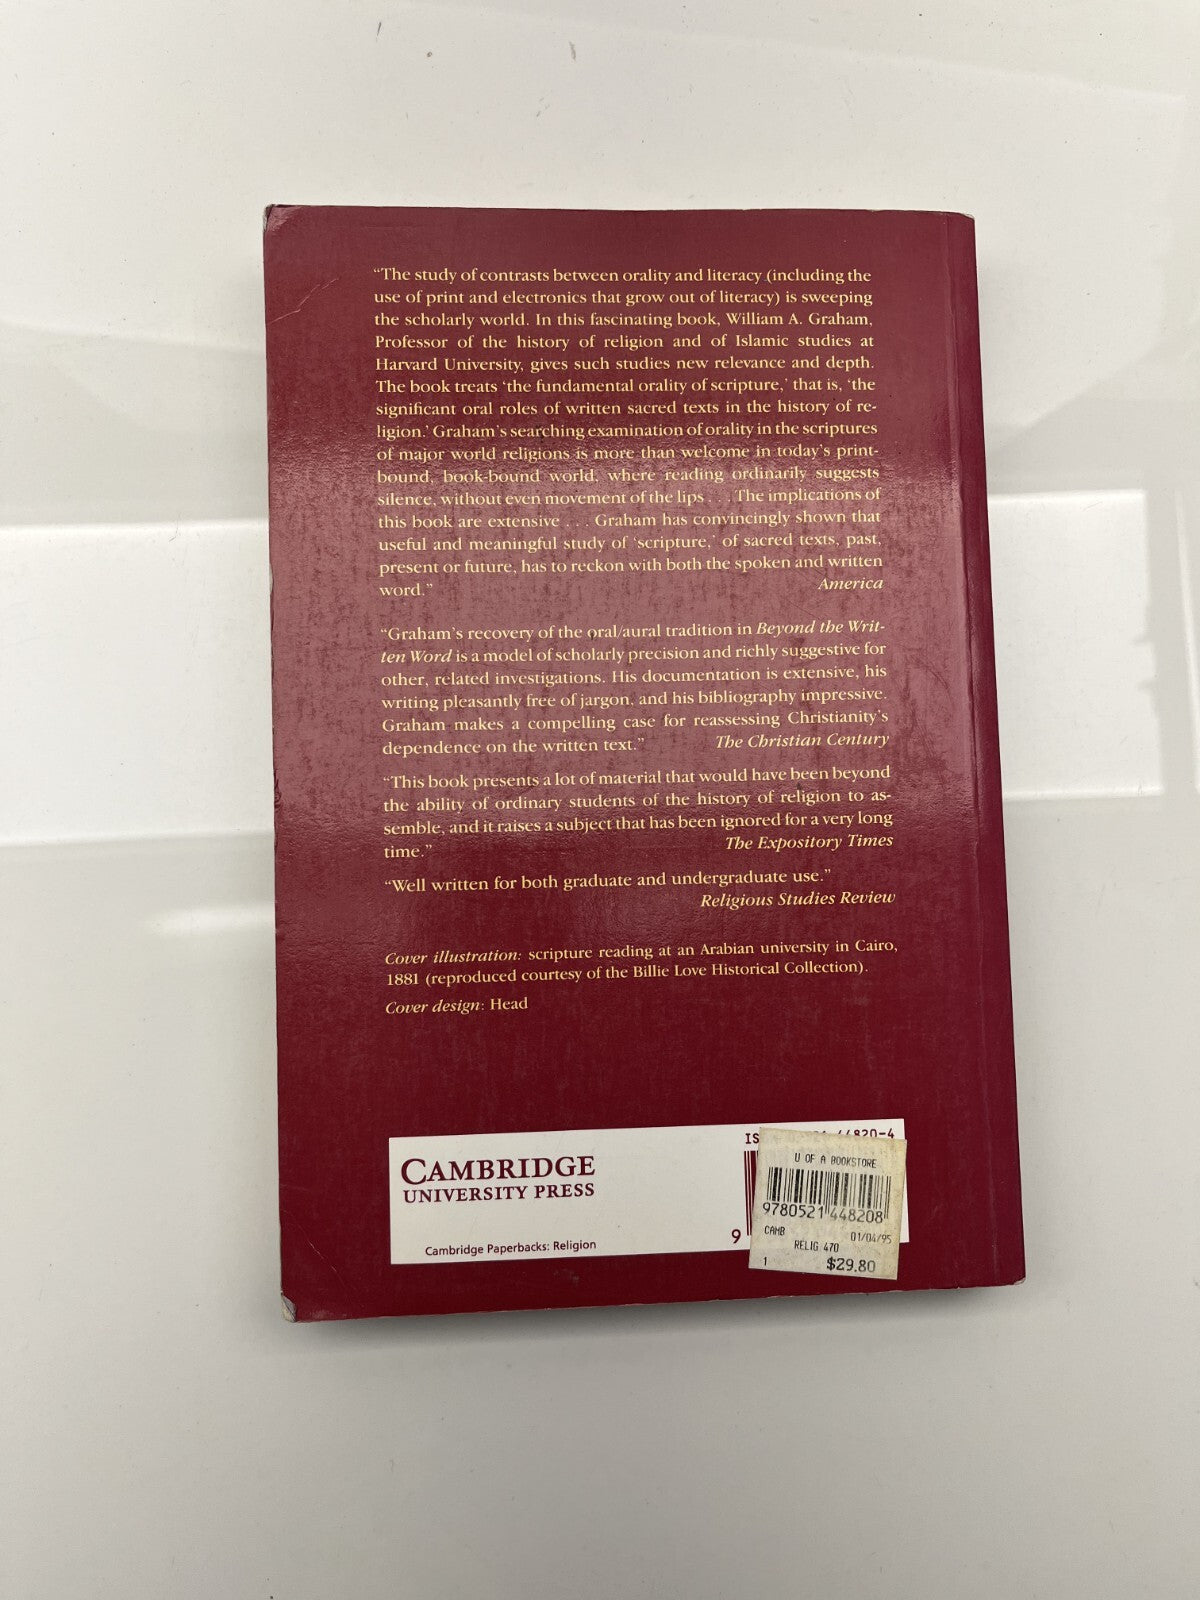 “The study of contrasts between orality and literacy (including the
use of print and electronics that grow out of literacy) is sweeping
the scholarly world. In this fascinating book, William A. Graham,
Professor of the history of religion and of Islamic studies at
Harvard University, gives such studies new relevance and depth.
The book treats ‘the fundamental orality of scripture,’ that is, ‘the
significant oral roles of written sacred texts in the history of re-
ligion.’ Graham’s searching examination of orality in the scriptures
of major world religions is more than welcome in today’s print-
bound, book-bound world, where reading ordinarily suggests
silence, without even movement of the lips . . . The implications of
this book are extensive . . . Graham has convincingly shown that
useful and meaningful study of ‘scripture,’ of sacred texts, past,
present or future, has to reckon with both the spoken and written
word.” America
“Graham’s recovery of the oral/aural tradition in Beyond the Writ-
ten Word is a model of scholarly precision and richly suggestive for
other, related investigations. His documentation is extensive, his
writing pleasantly free of jargon, and his bibliography impressive.
Graham makes a compelling case for reassessing Christianity’s
dependence on the written text.” The Christian Century
“This book presents a lot of material that would have been beyond
the ability of ordinary students of the history of religion to as-
semble, and it raises a subject that has been ignored for a very long
time.” The Expository Times
“Well written for both graduate and undergraduate use.”
Religious Studies Review
Cover illustration: scripture reading at an Arabian university in Cairo,
1881 (reproduced courtesy of the Billie Love Historical Collection).
Cover design: Head
CAMBRIDGE
UNIVERSITY PRESS
Cambridge Paperbacks: Religion
IS 44820-4
9
U OF A BOOKSTORE
9780521448208
CAMB 01/04/95
RELIG 470
1 $29.80